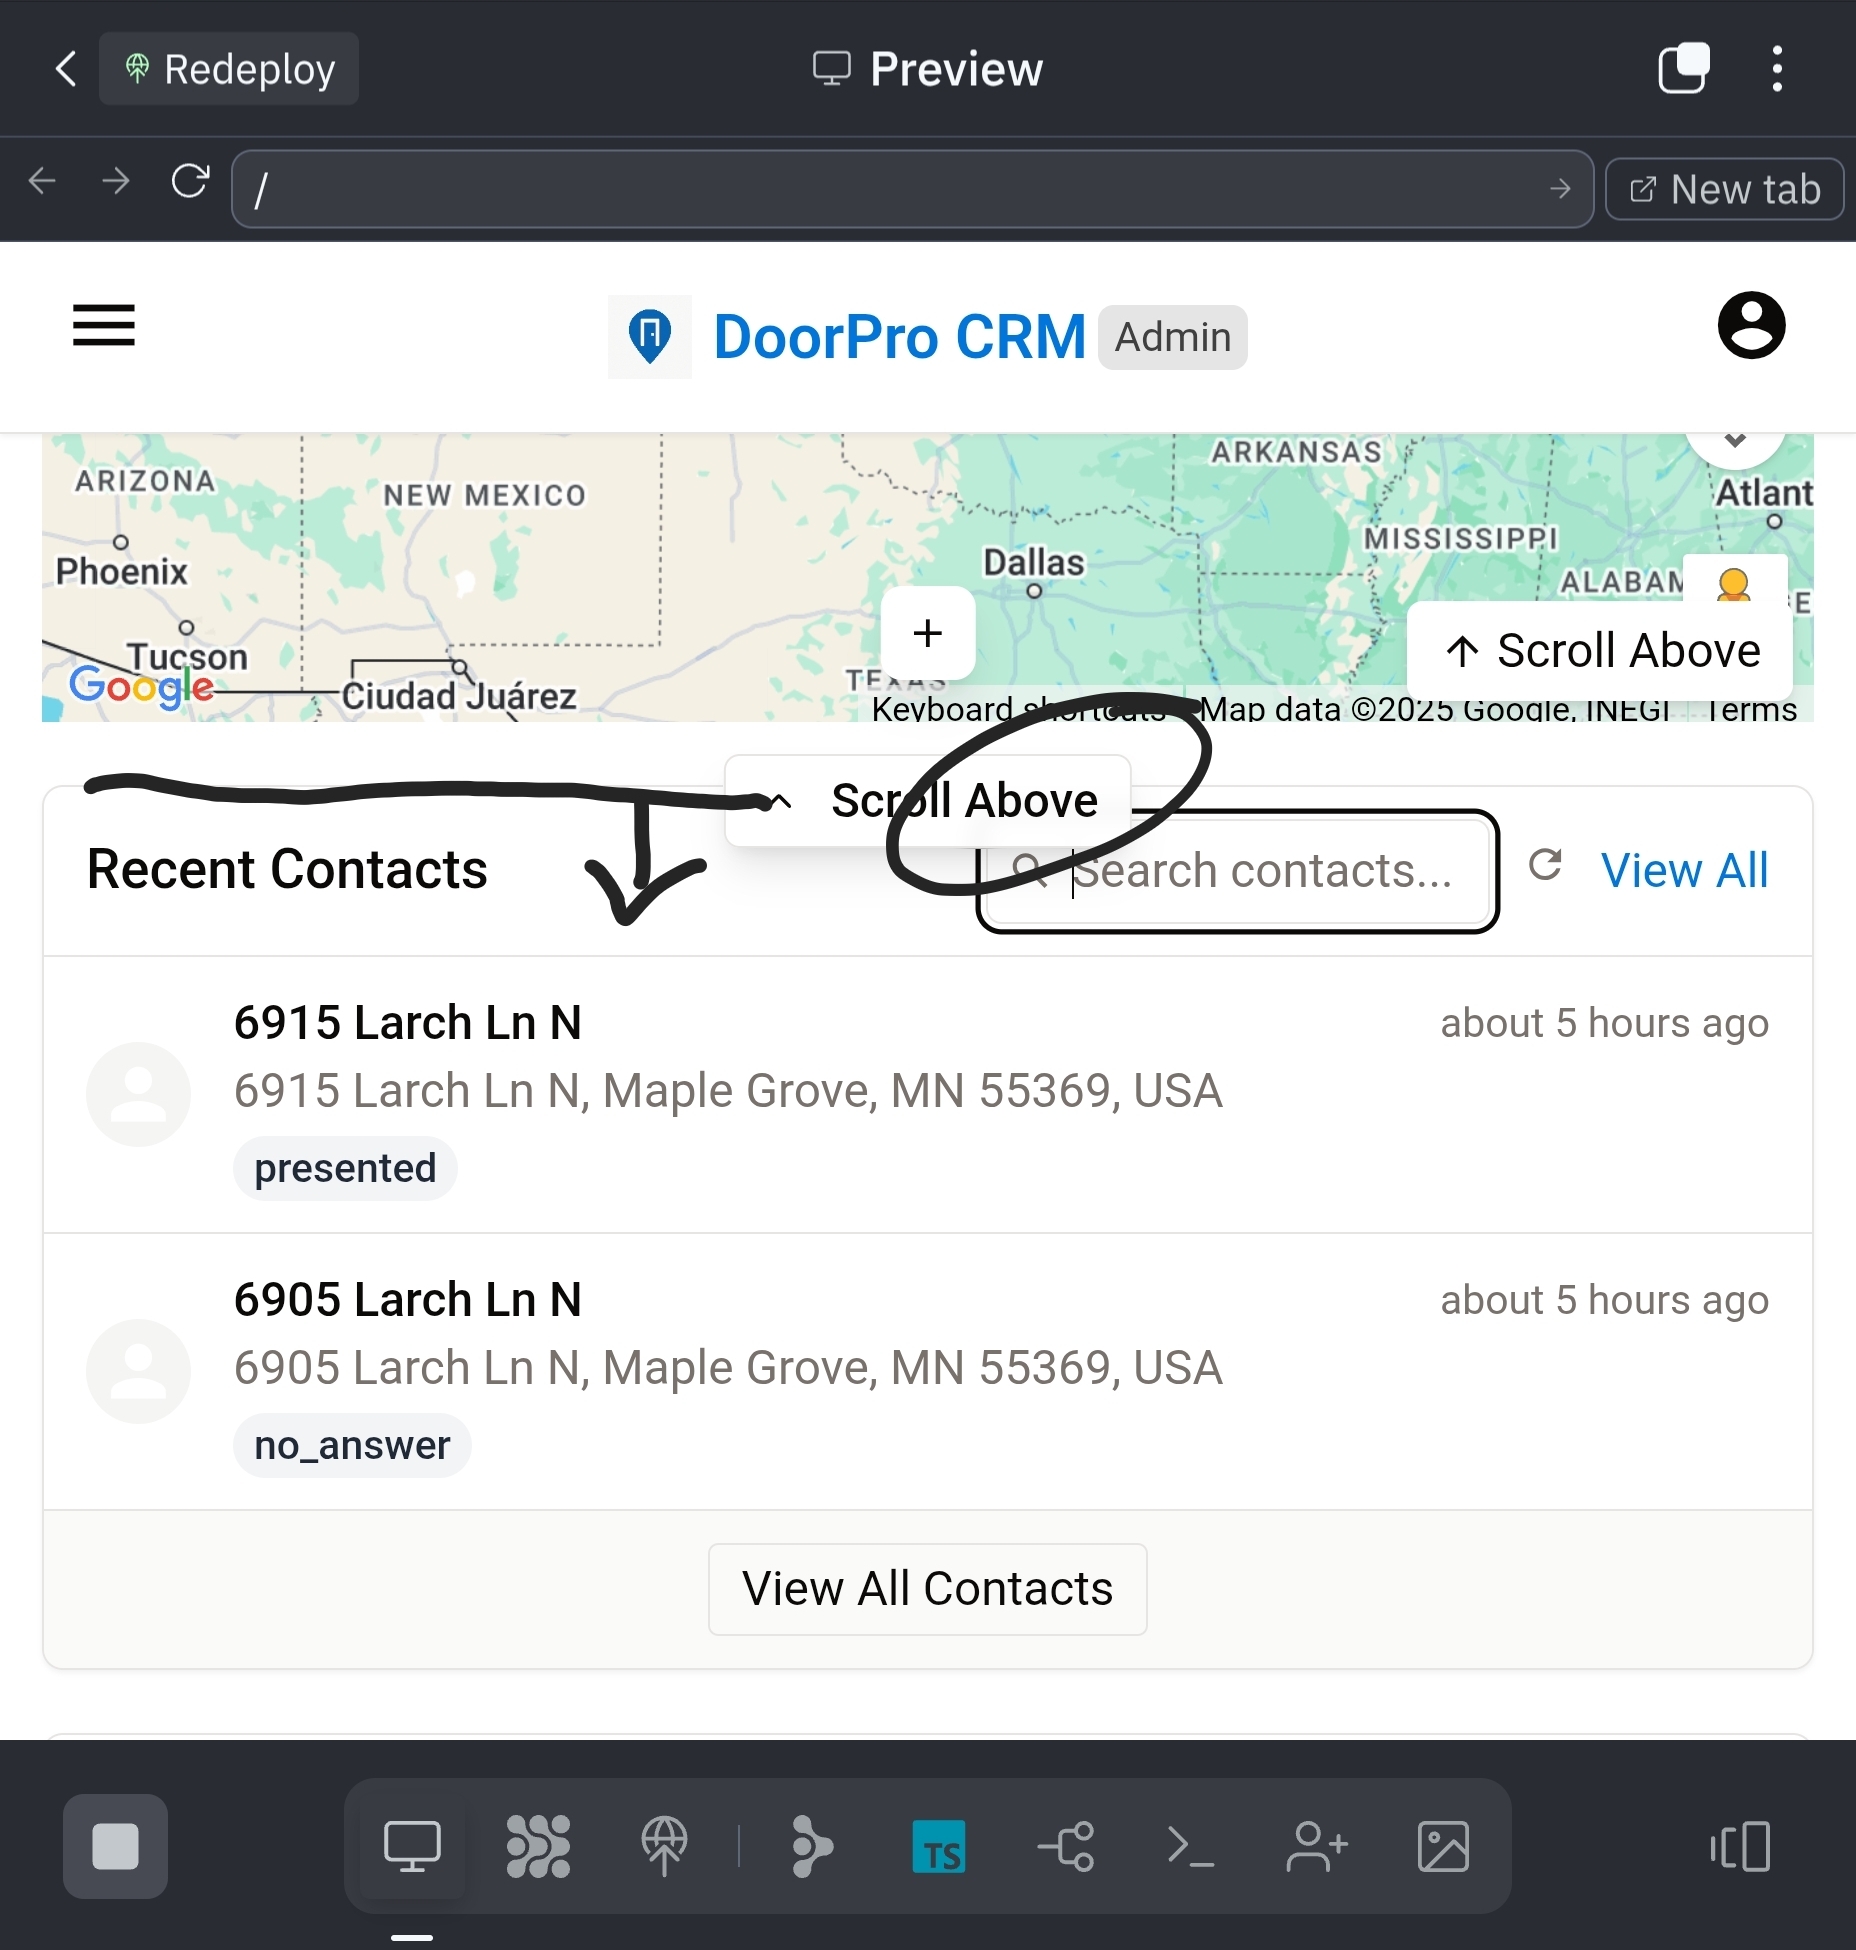 Redeploy
Preview
/
New tab
DoorPro CRM
Admin
ARIZONA
NEW MEXICO
ARKANSAS
Atlant
MISSISSIPPI
Phoenix
Dallas
ALABAM
E
Tucson
+
Scroll Above
Google
Ciudad Juárez
TEXAS
Keyboard shortcuts
Map data ©2025 Google, INEGI
Terms
Scroll Above
Recent Contacts
Search contacts...
View All
6915 Larch Ln N
about 5 hours ago
6915 Larch Ln N, Maple Grove, MN 55369, USA
presented
6905 Larch Ln N
about 5 hours ago
6905 Larch Ln N, Maple Grove, MN 55369, USA
no_answer
View All Contacts
TS